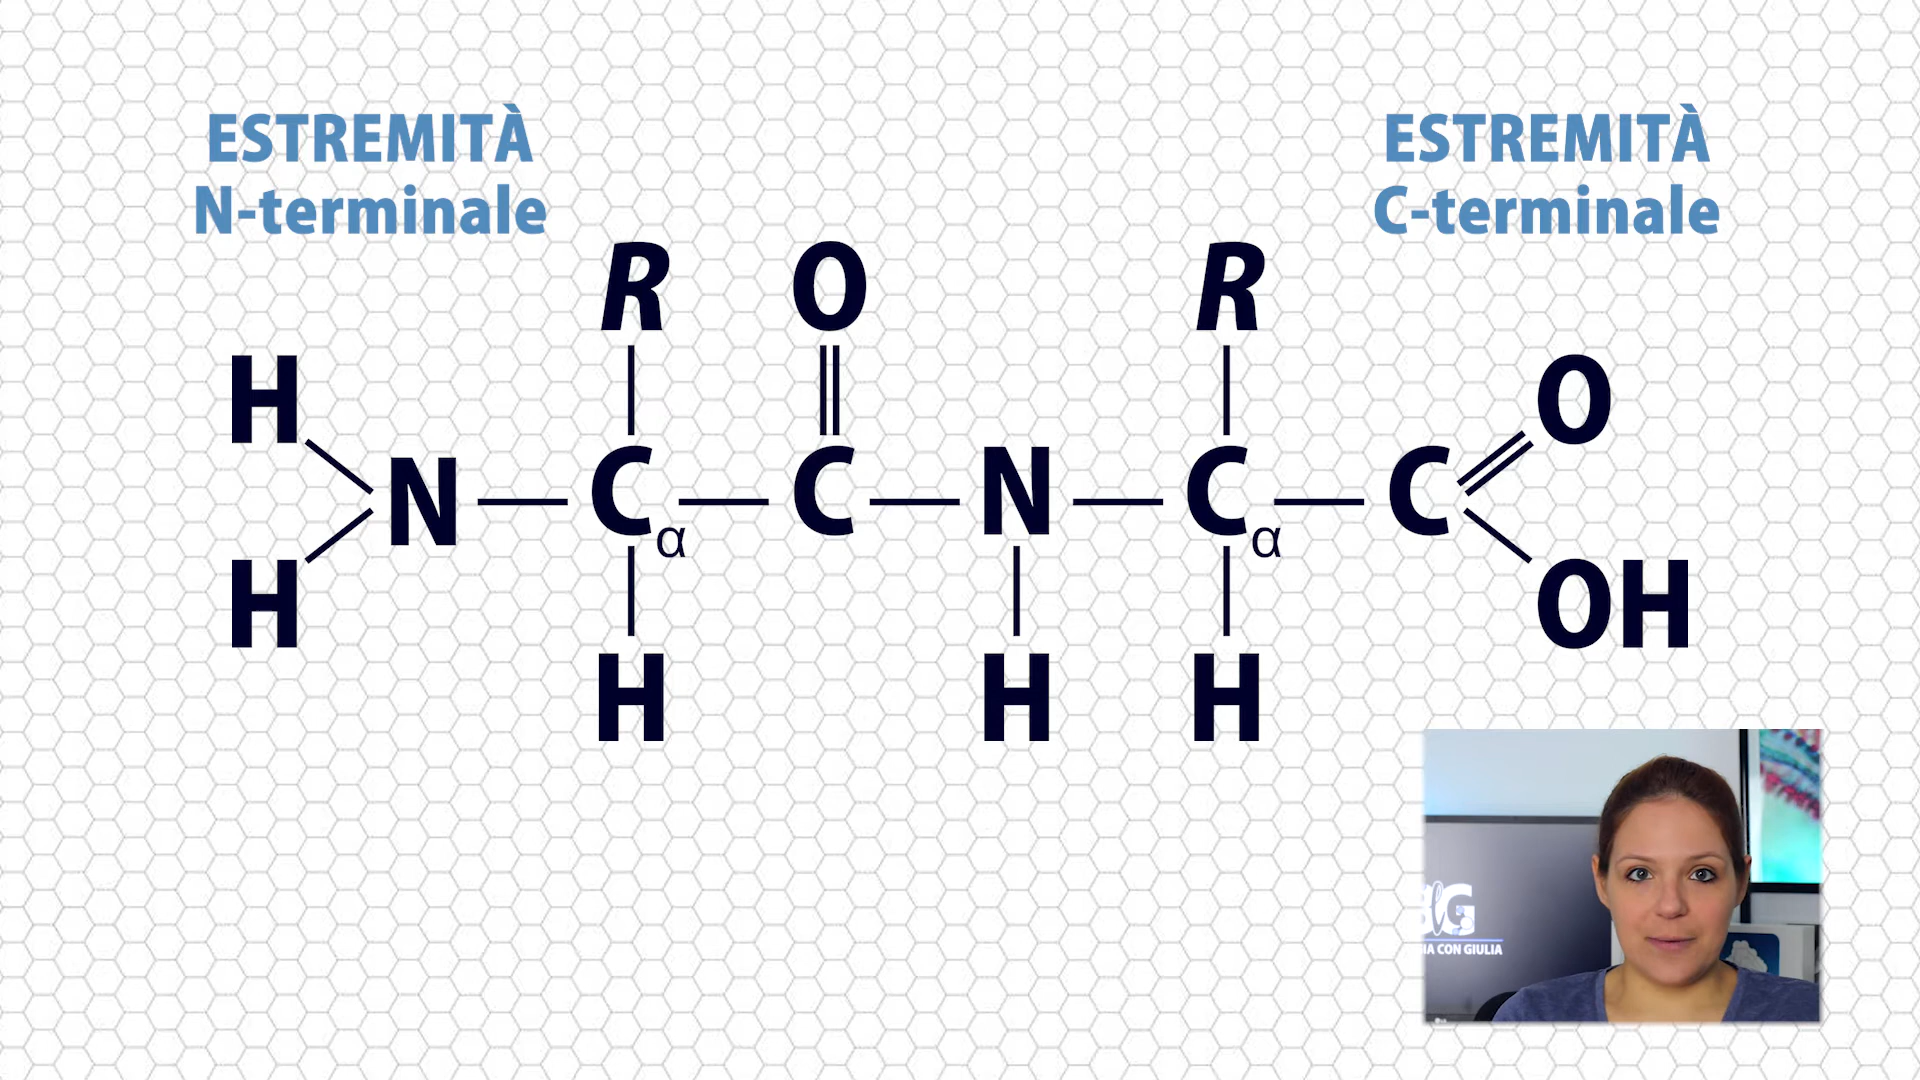 ESTREMITÀ
N-terminale
ESTREMITÀ
C-terminale
R O R
H O
N C α C N C α C
H OH
H H H
CON GIULIA